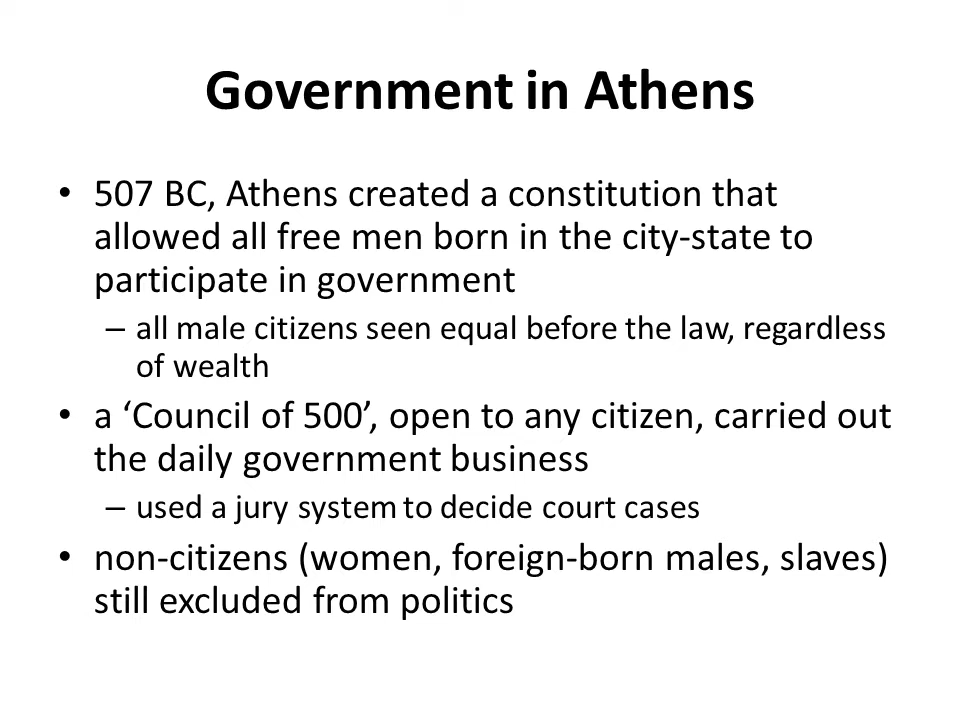 Government in Athens
• 507 BC, Athens created a constitution that
allowed all free men born in the city-state to
participate in government
– all male citizens seen equal before the law, regardless
of wealth
• a ‘Council of 500’, open to any citizen, carried out
the daily government business
– used a jury system to decide court cases
• non-citizens (women, foreign-born males, slaves)
still excluded from politics